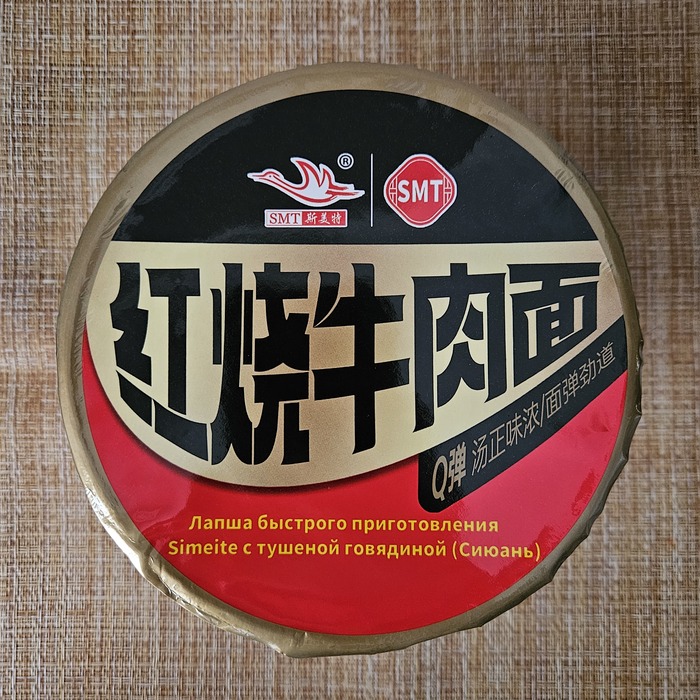 ®
SMT 斯美特
SMT
红烧牛肉面
Q弹 汤正味浓/面弹劲道
Лапша быстрого приготовления
Simeite с тушеной говядиной (Сиюань)